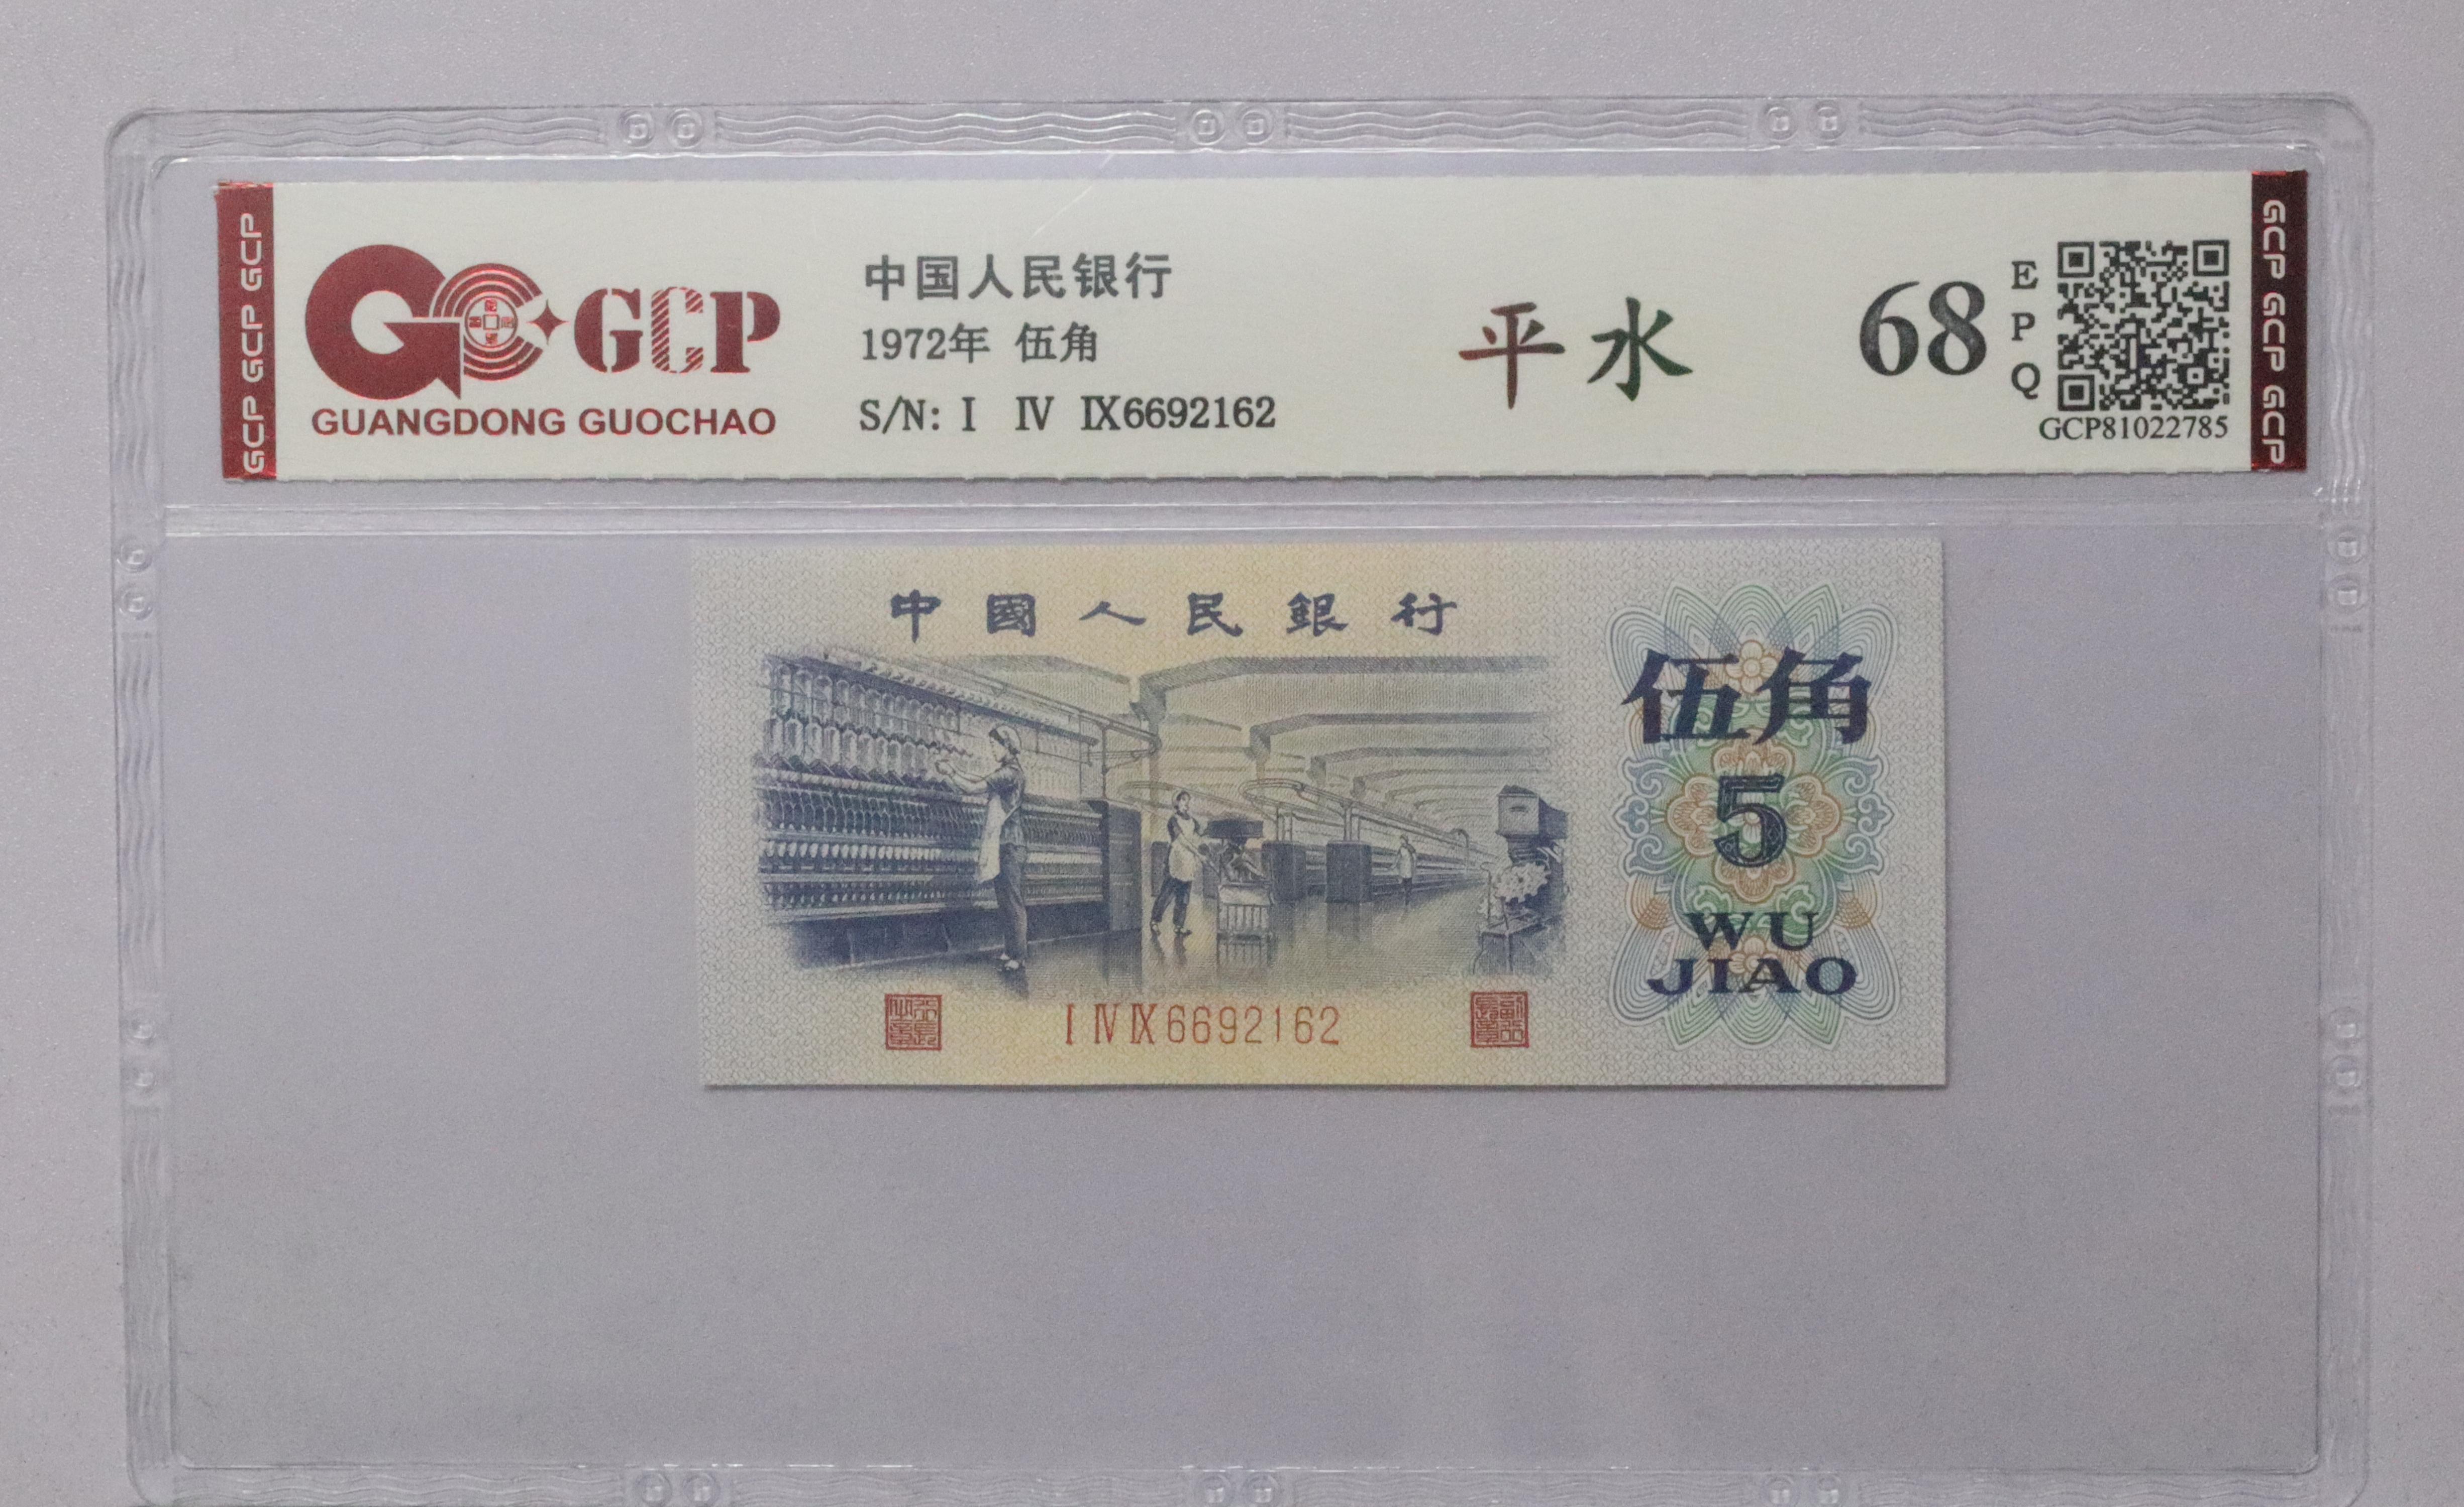 GCP GCP GCP
GCP
GUANGDONG GUOCHAO
中国人民银行
1972年 伍角
S/N: I IV IX6692162
平水
68
E
P
Q
GCP81022785
GCP GCP GCP
中國人民銀行
伍角
5
WU
JIAO
I IV IX 6692162